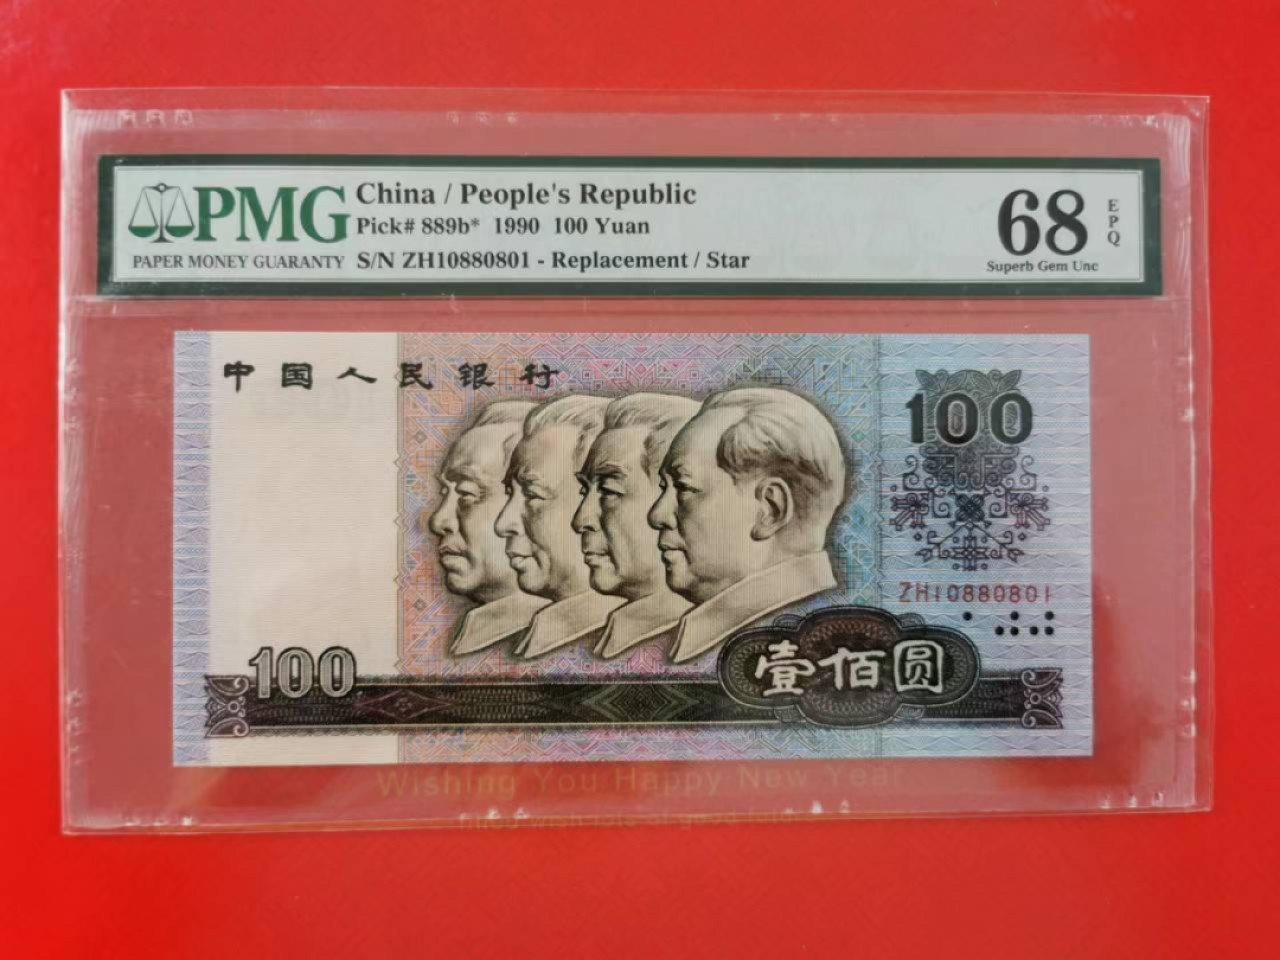 PMG
PAPER MONEY GUARANTY
China / People's Republic
Pick# 889b* 1990 100 Yuan
S/N ZH10880801 - Replacement / Star
68
EPQ
Superb Gem Unc
中国人民银行
100
ZH10880801
100
壹佰圆
Wishing You Happy New Year